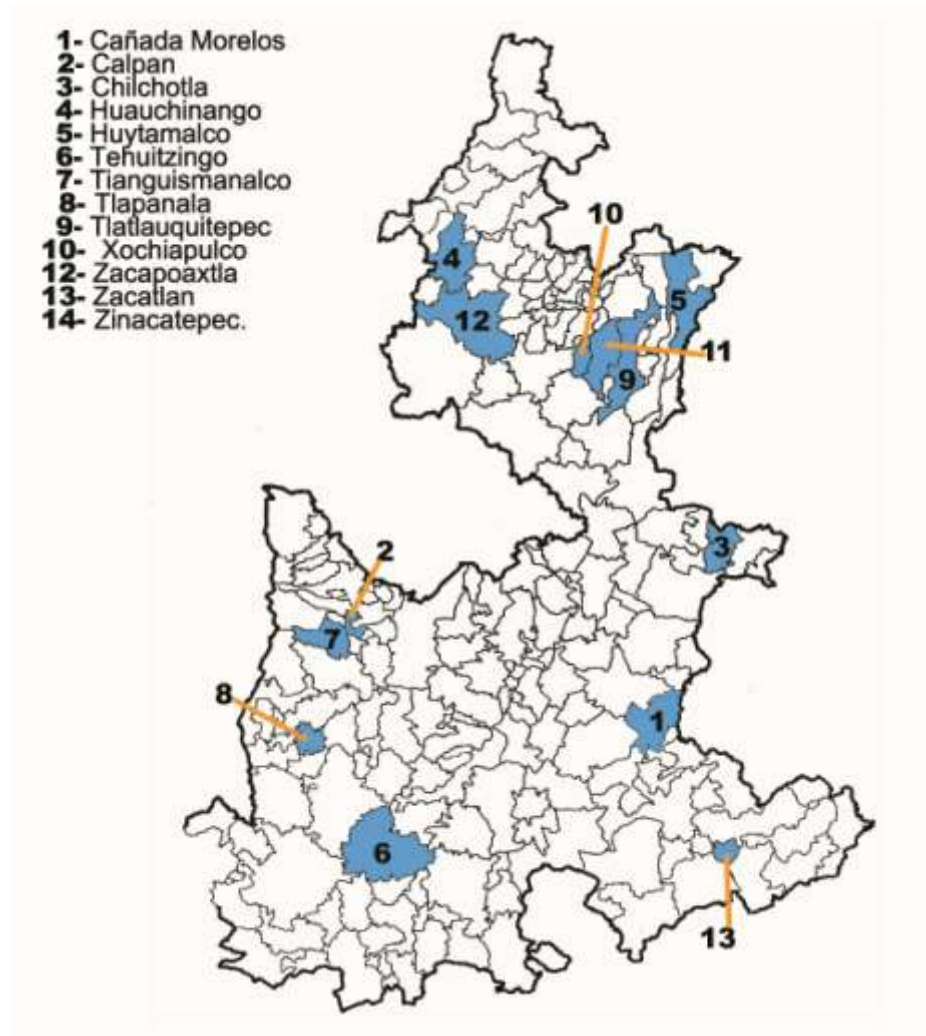 1- Cañada Morelos
2- Calpan
3- Chilchotla
4- Huauchinango
5- Huytamalco
6- Tehuitzingo
7- Tianguismanalco
8- Tlapanala
9- Tlatlauquitepec
10- Xochiapulco
12- Zacapoaxtla
13- Zacatlan
14- Zinacatepec.
10
4
5
12
11
9
3
2
7
8
1
6
13